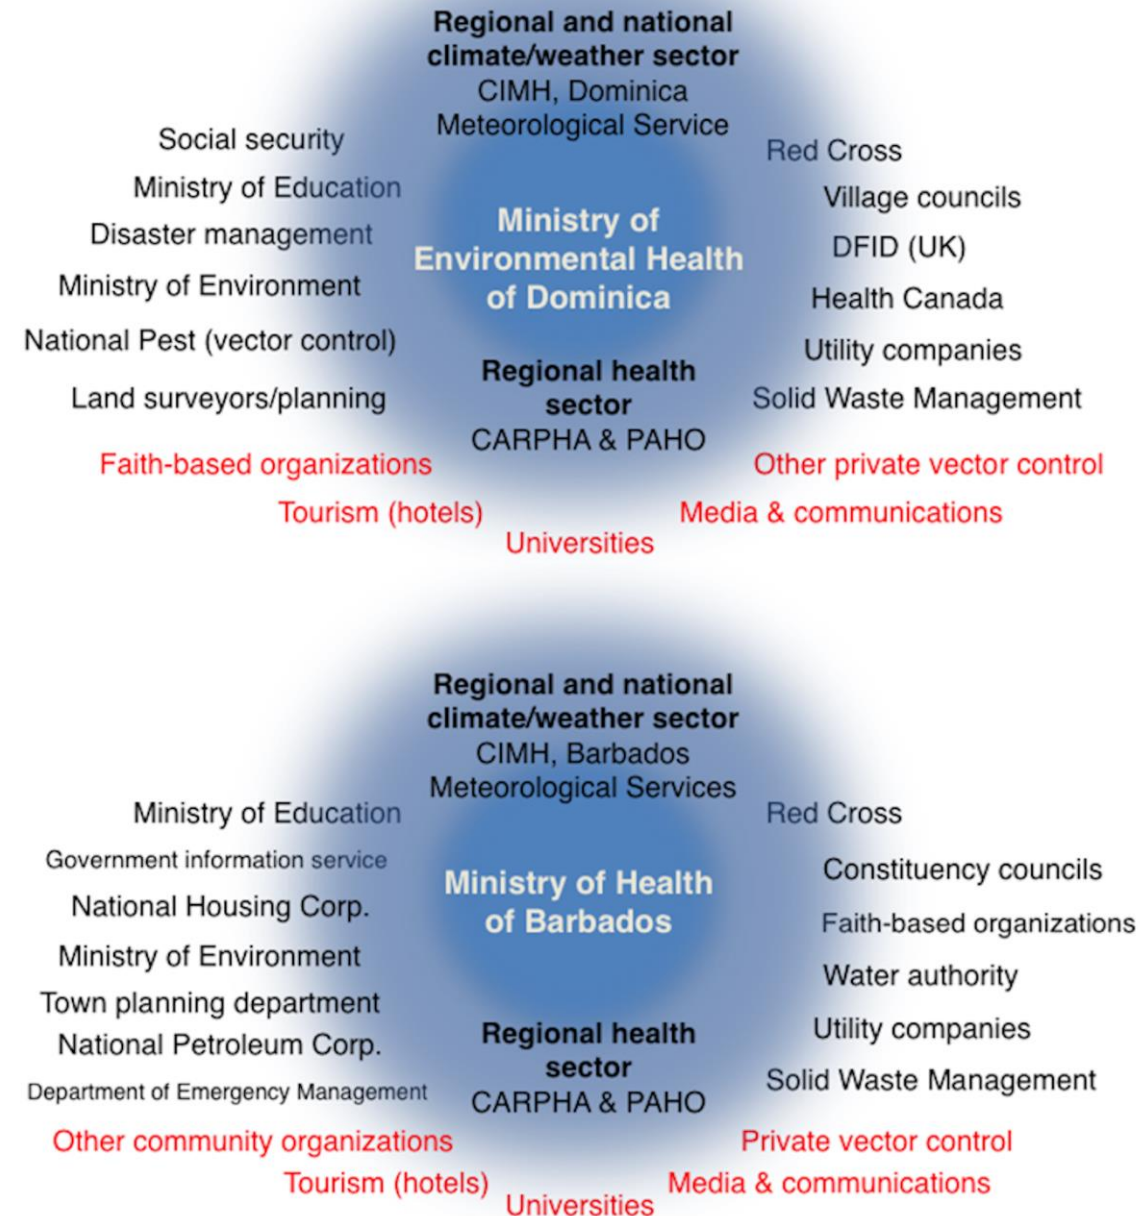 Regional and national
climate/weather sector
CIMH, Dominica
Meteorological Service
Social security
Ministry of Education
Disaster management
Ministry of Environment
National Pest (vector control)
Land surveyors/planning
Ministry of
Environmental Health
of Dominica
Regional health
sector
CARPHA & PAHO
Red Cross
Village councils
DFID (UK)
Health Canada
Utility companies
Solid Waste Management
Faith-based organizations
Other private vector control
Tourism (hotels)
Media & communications
Universities
Regional and national
climate/weather sector
CIMH, Barbados
Meteorological Services
Ministry of Education
Government information service
National Housing Corp.
Ministry of Environment
Town planning department
National Petroleum Corp.
Department of Emergency Management
Ministry of Health
of Barbados
Regional health
sector
CARPHA & PAHO
Red Cross
Constituency councils
Faith-based organizations
Water authority
Utility companies
Solid Waste Management
Other community organizations
Private vector control
Tourism (hotels)
Media & communications
Universities